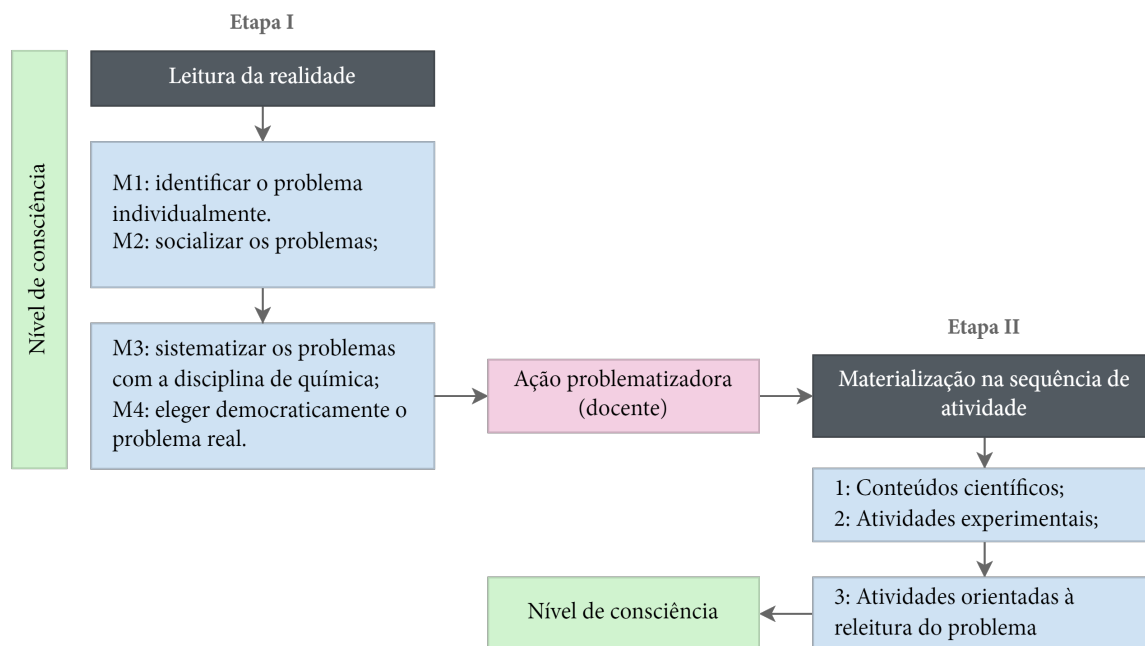 Etapa I
Nível de consciência
Leitura da realidade
M1: identificar o problema
individualmente.
M2: socializar os problemas;
M3: sistematizar os problemas
com a disciplina de química;
M4: eleger democraticamente o
problema real.
Ação problematizadora
(docente)
Etapa II
Materialização na sequência de
atividade
1: Conteúdos científicos;
2: Atividades experimentais;
3: Atividades orientadas à
releitura do problema
Nível de consciência